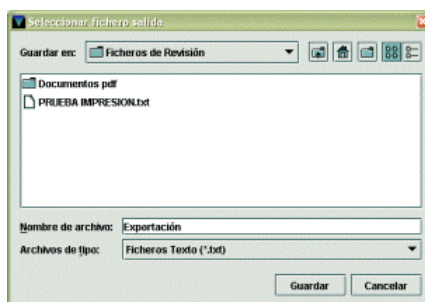 Seleccionar fichero salida
Guardar en: Ficheros de Revisión
Documentos pdf
PRUEBA IMPRESION.txt
Nombre de archivo: Exportación
Archivos de tipo: Ficheros Texto (*.txt)
Guardar Cancelar